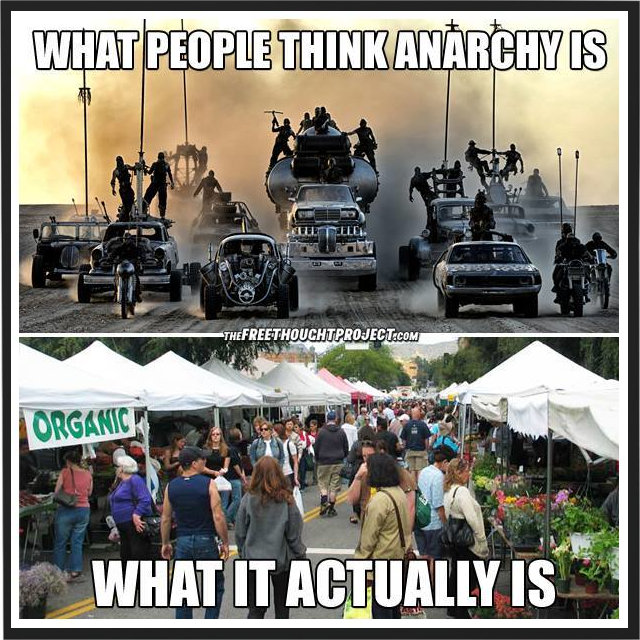 WHAT PEOPLE THINK ANARCHY IS
THEFREETHOUGHTPROJECT.COM
ORGANIC
WHAT IT ACTUALLY IS